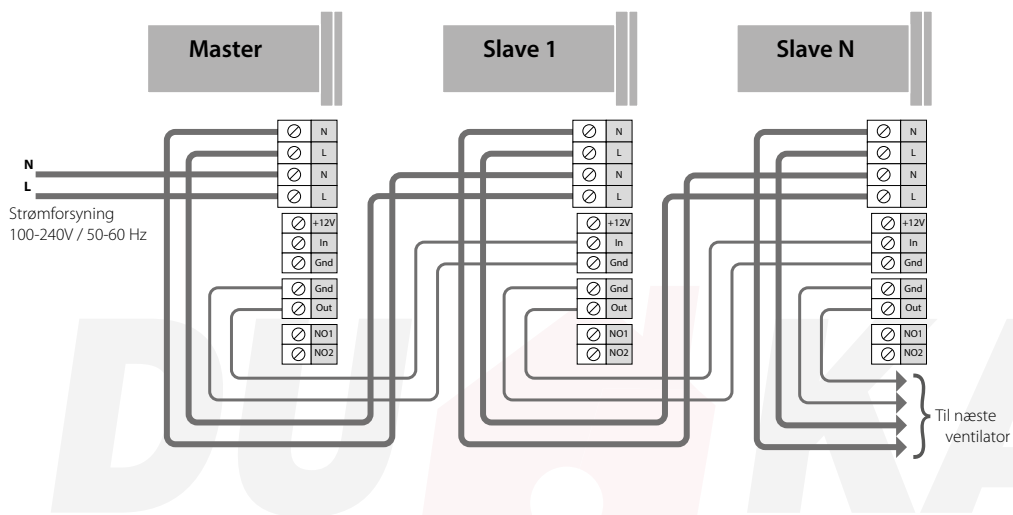 Master
Slave 1
Slave N
N
L
Strømforsyning
100-240V / 50-60 Hz
N
L
N
L
+12V
In
Gnd
Gnd
Out
NO1
NO2
N
L
N
L
+12V
In
Gnd
Gnd
Out
NO1
NO2
N
L
N
L
+12V
In
Gnd
Gnd
Out
NO1
NO2
Til næste
ventilator
DUKA